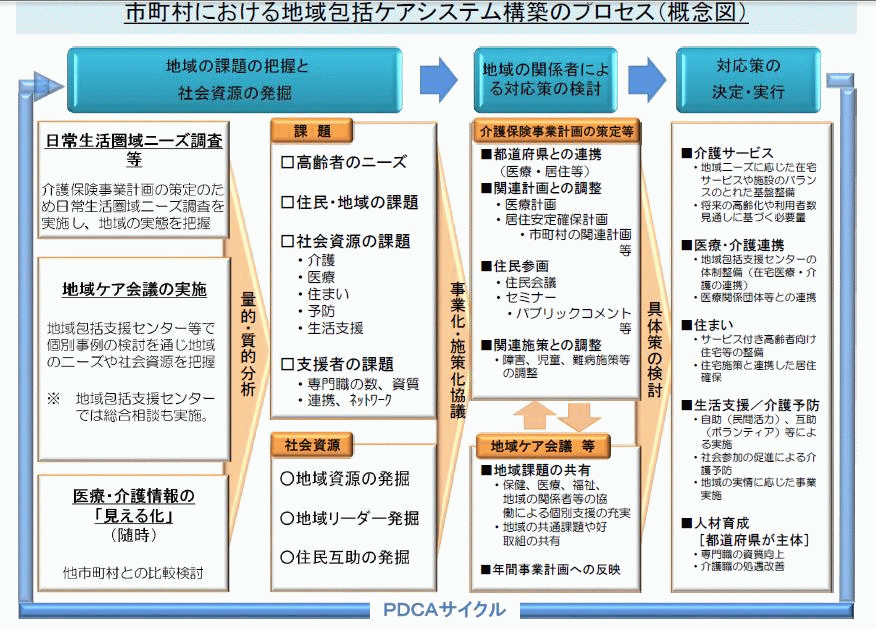 市町村における地域包括ケアシステム構築のプロセス（概念図）
地域の課題の把握と
社会資源の発掘
地域の関係者によ
る対応策の検討
対応策の
決定・実行
日常生活圏域ニーズ調査
等
介護保険事業計画の策定のた
め日常生活圏域ニーズ調査を
実施し、地域の実態を把握
地域ケア会議の実施
地域包括支援センター等で
個別事例の検討を通じ地域
のニーズや社会資源を把握
※　地域包括支援センター
では総合相談も実施。
医療・介護情報の
「見える化」
（随時）
他市町村との比較検討
量的・質的分析
課 題
□高齢者のニーズ
□住民・地域の課題
□社会資源の課題
・介護
・医療
・住まい
・予防
・生活支援
□支援者の課題
・専門職の数、資質
・連携、ﾈｯﾄﾜｰｸ
社会資源
○地域資源の発掘
○地域リーダー発掘
○住民互助の発掘
事業化・施策化協議
介護保険事業計画の策定等
■都道府県との連携
（医療・居住等）
■関連計画との調整
・医療計画
・居住安定確保計画
・市町村の関連計画
等
■住民参画
・住民会議
・セミナー
・パブリックコメント
等
■関連施策との調整
・障害、児童、難病施策等
の調整
地域ケア会議 等
■地域課題の共有
・保健、医療、福祉、
地域の関係者等の協
働による個別支援の充実
・地域の共通課題や好
取組の共有
■年間事業計画への反映
具体策の検討
■介護サービス
・地域ニーズに応じた在宅
サービスや施設のバランス
のとれた基盤整備
・将来の高齢化や利用者数
見通しに基づく必要量
■医療・介護連携
・地域包括支援センターの
体制整備（在宅医療・介
護の連携）
・医療関係団体等との連携
■住まい
・サービス付き高齢者向け
住宅等の整備
・住宅施策と連携した居住
確保
■生活支援／介護予防
・自助（民間活力）、互助
（ボランティア）等によ
る実施
・社会参加の促進による介
護予防
・地域の実情に応じた事業
実施
■人材育成
［都道府県が主体］
・専門職の資質向上
・介護職の処遇改善
PDCAサイクル